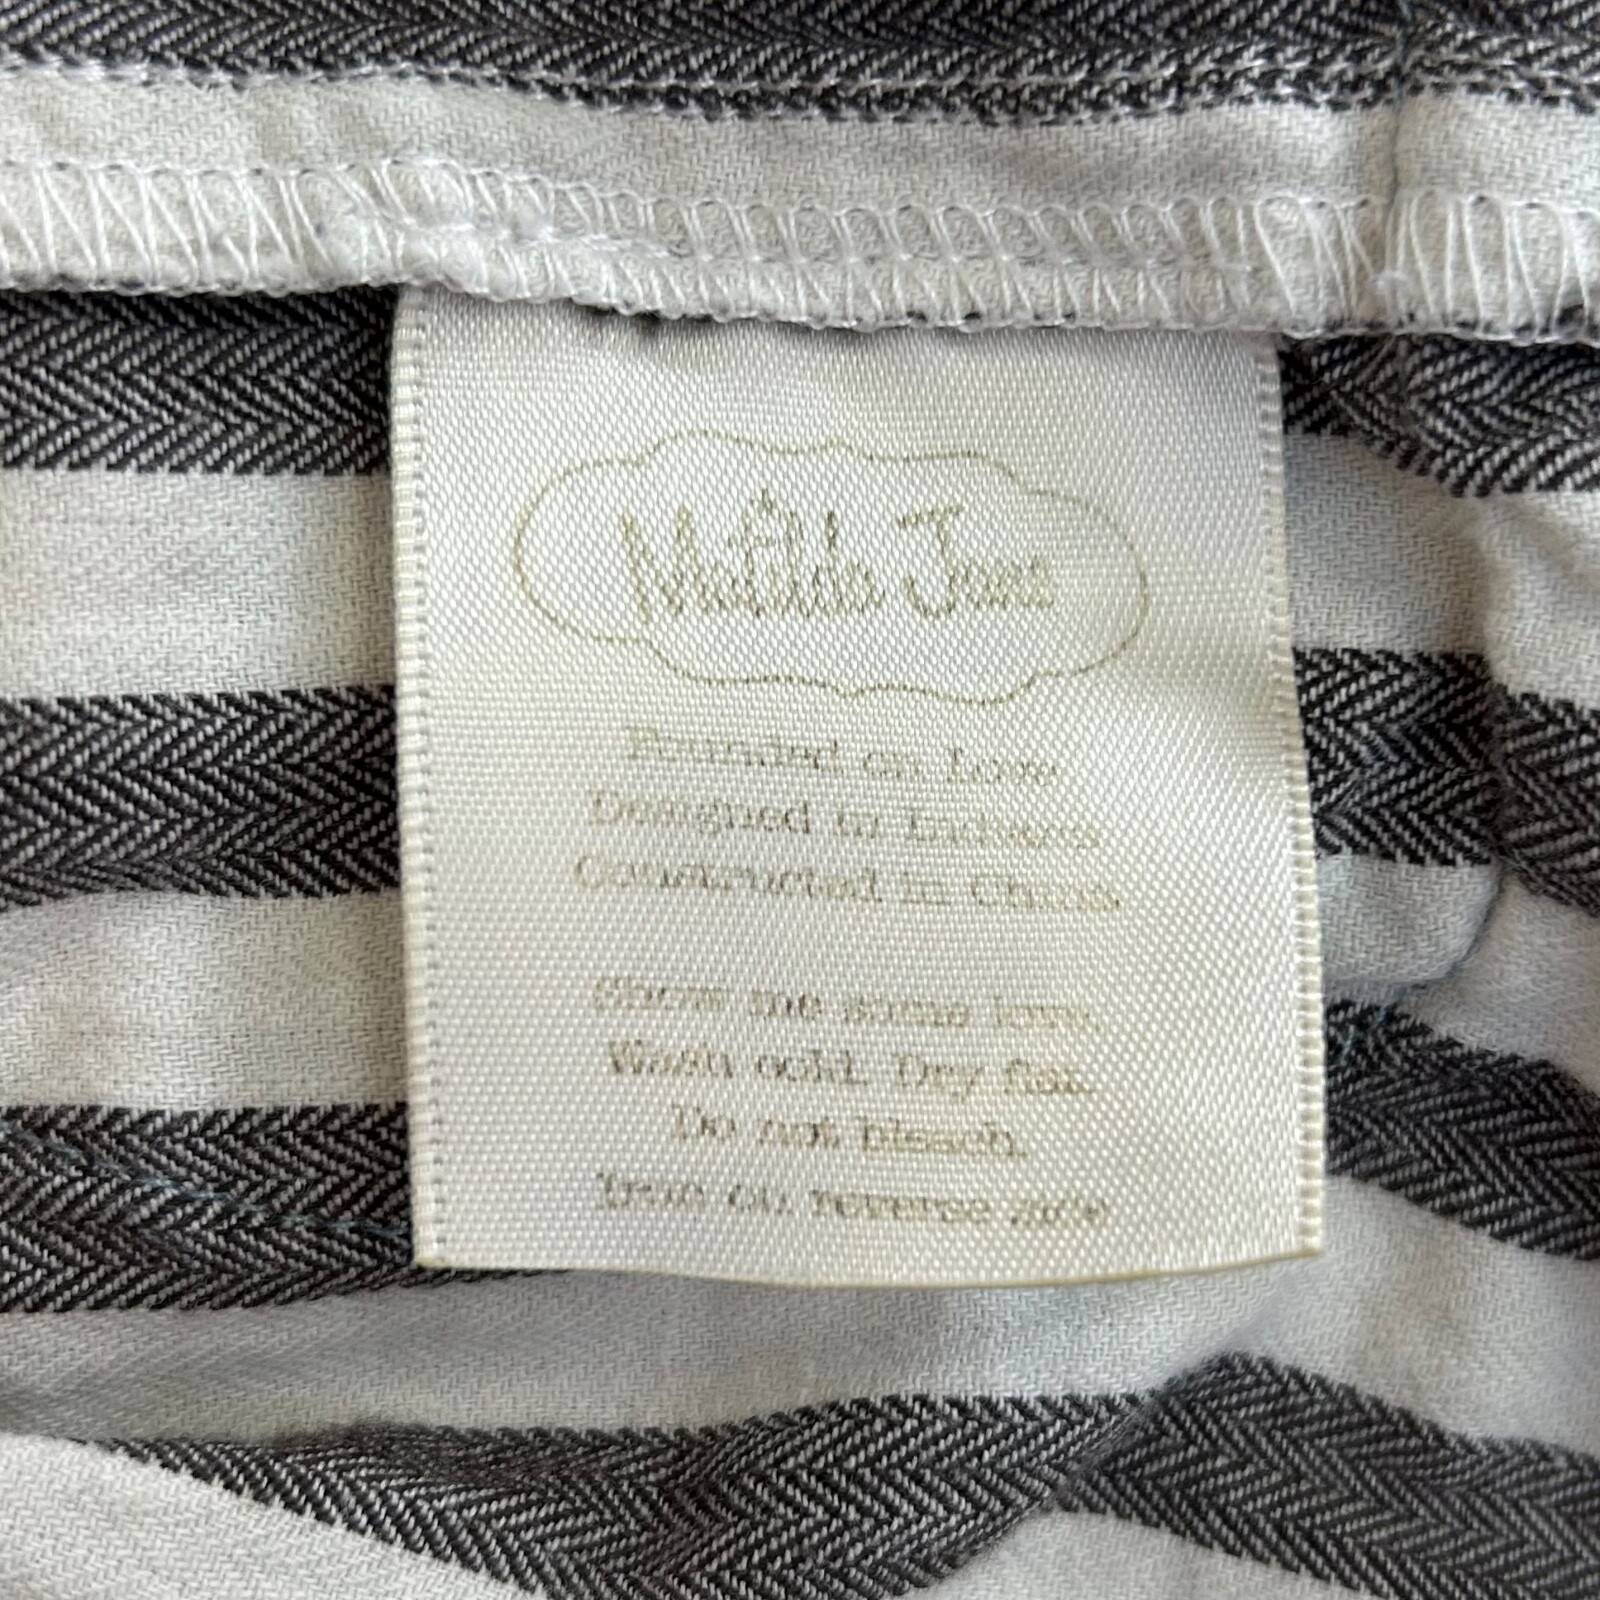 Matilda Jane
Founded on Love
Designed in Indiana
Constructed in China
Show me some love.
Wash cold. Dry flat.
Do not bleach.
Iron on reverse side